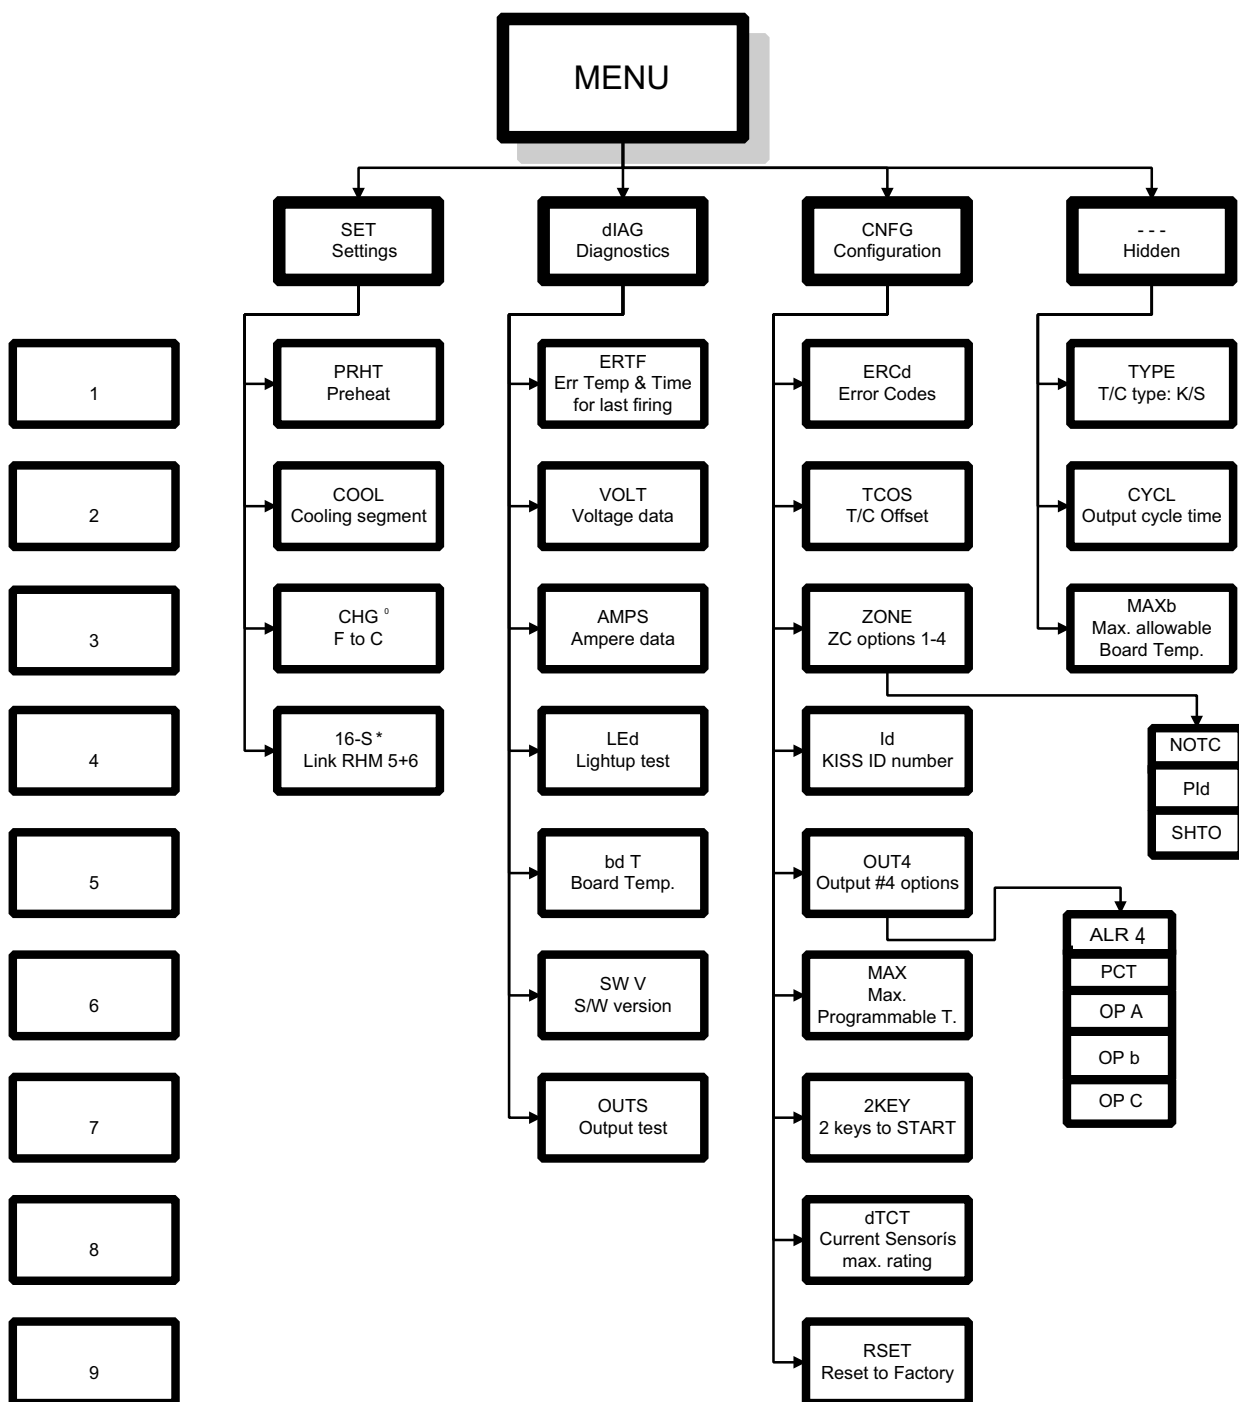 MENU
SET
Settings
dIAG
Diagnostics
CNFG
Configuration
- - -
Hidden
1
PRHT
Preheat
ERTF
Err Temp & Time
for last firing
ERCd
Error Codes
TYPE
T/C type: K/S
2
COOL
Cooling segment
VOLT
Voltage data
TCOS
T/C Offset
CYCL
Output cycle time
3
CHG °
F to C
AMPS
Ampere data
ZONE
ZC options 1-4
MAXb
Max. allowable
Board Temp.
4
16-S *
Link RHM 5+6
LEd
Lightup test
Id
KISS ID number
NOTC
PId
SHTO
5
bd T
Board Temp.
OUT4
Output #4 options
ALR 4
PCT
OP A
OP b
OP C
6
SW V
S/W version
MAX
Max.
Programmable T.
7
OUTS
Output test
2KEY
2 keys to START
8
dTCT
Current Sensorís
max. rating
9
RSET
Reset to Factory